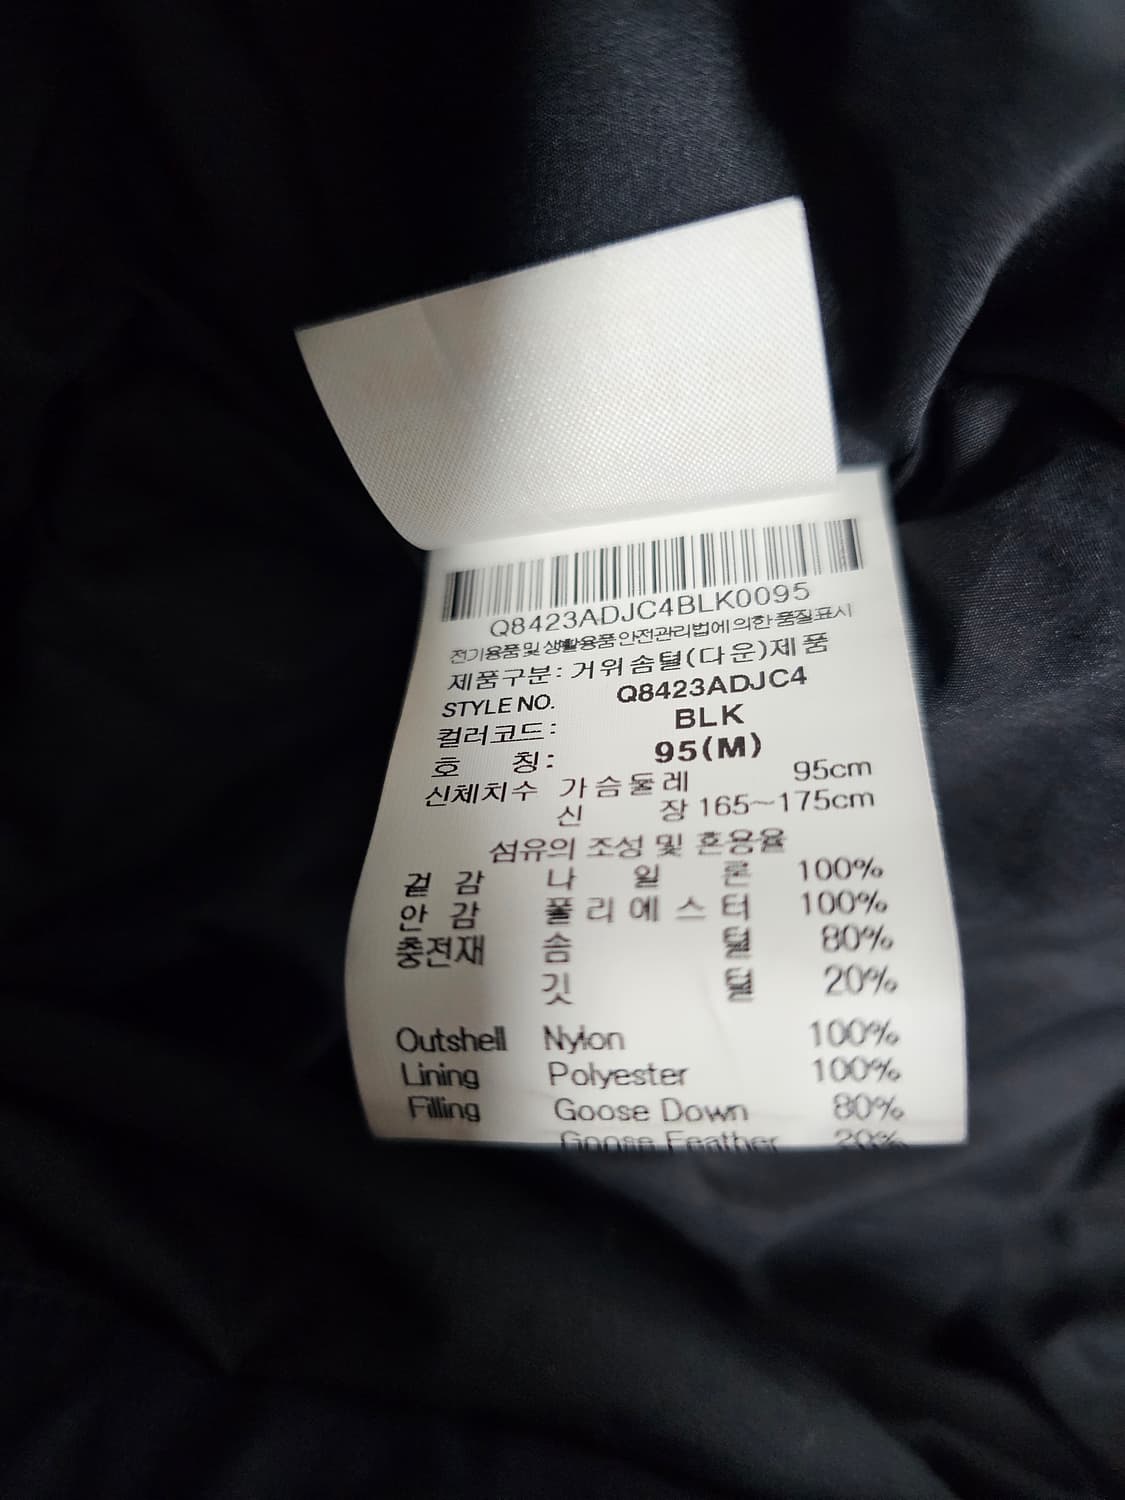 Q8423ADJC4BLK0095
전기용품 및 생활용품 안전관리법에 의한 품질표시
제품구분: 거위솜털(다운)제품
STYLE NO. Q8423ADJC4
컬러코드: BLK
호 칭: 95(M)
신체치수 가슴둘레 95cm
신 장 165~175cm
섬유의 조성 및 혼용율
겉 감 나 일 론 100%
안 감 폴 리 에 스 터 100%
충전재 솜 털 80%
깃 털 20%
Outshell Nylon 100%
Lining Polyester 100%
Filling Goose Down 80%
Goose Feather 20%